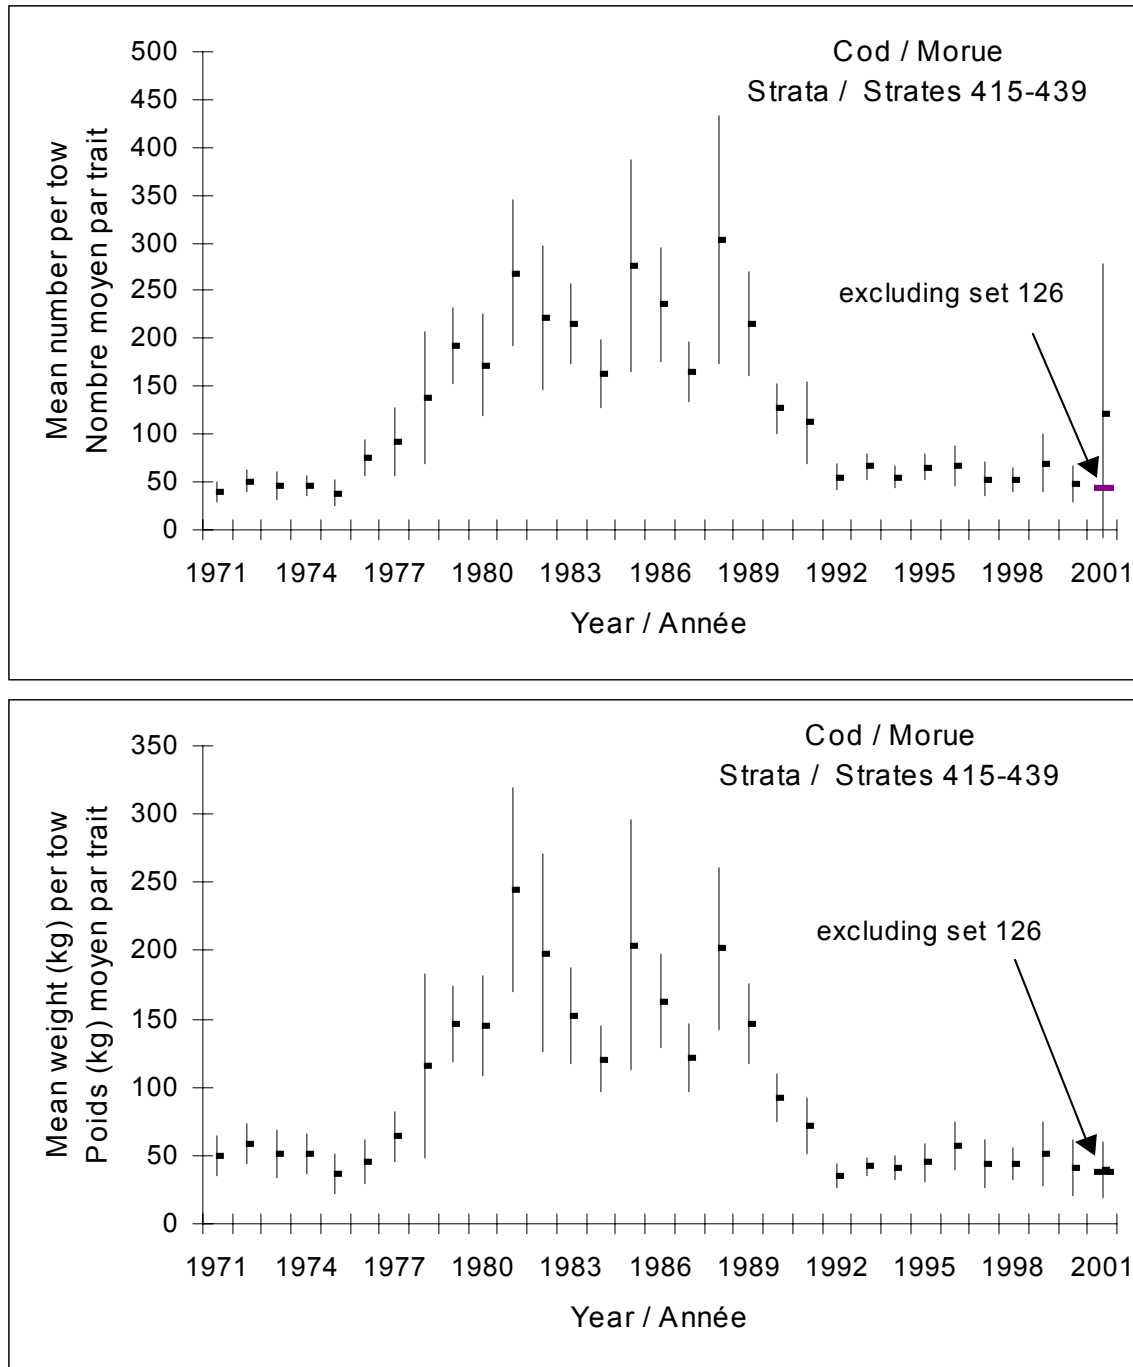 Cod / Morue
Strata / Strates 415-439
Mean number per tow
Nombre moyen par trait
500
450
400
350
300
250
200
150
100
50
0
excluding set 126
1971 1974 1977 1980 1983 1986 1989 1992 1995 1998 2001
Year / Année
Cod / Morue
Strata / Strates 415-439
Mean weight (kg) per tow
Poids (kg) moyen par trait
350
300
250
200
150
100
50
0
excluding set 126
1971 1974 1977 1980 1983 1986 1989 1992 1995 1998 2001
Year / Année